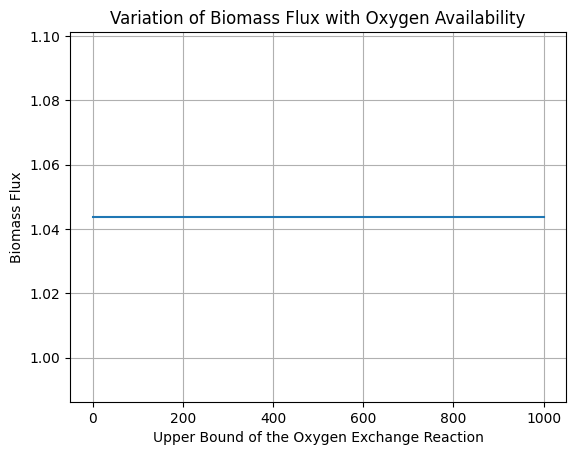 Variation of Biomass Flux with Oxygen Availability
1.10
1.08
1.06
1.04
1.02
1.00
Biomass Flux
0 200 400 600 800 1000
Upper Bound of the Oxygen Exchange Reaction